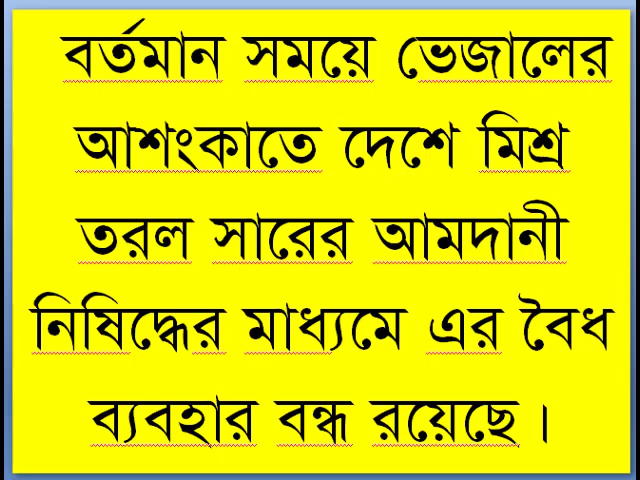 বর্তমান সময়ে ভেজালের
আশংকাতে দেশে মিশ্র
তরল সারের আমদানী
নিষিদ্ধের মাধ্যমে এর বৈধ
ব্যবহার বন্ধ রয়েছে।